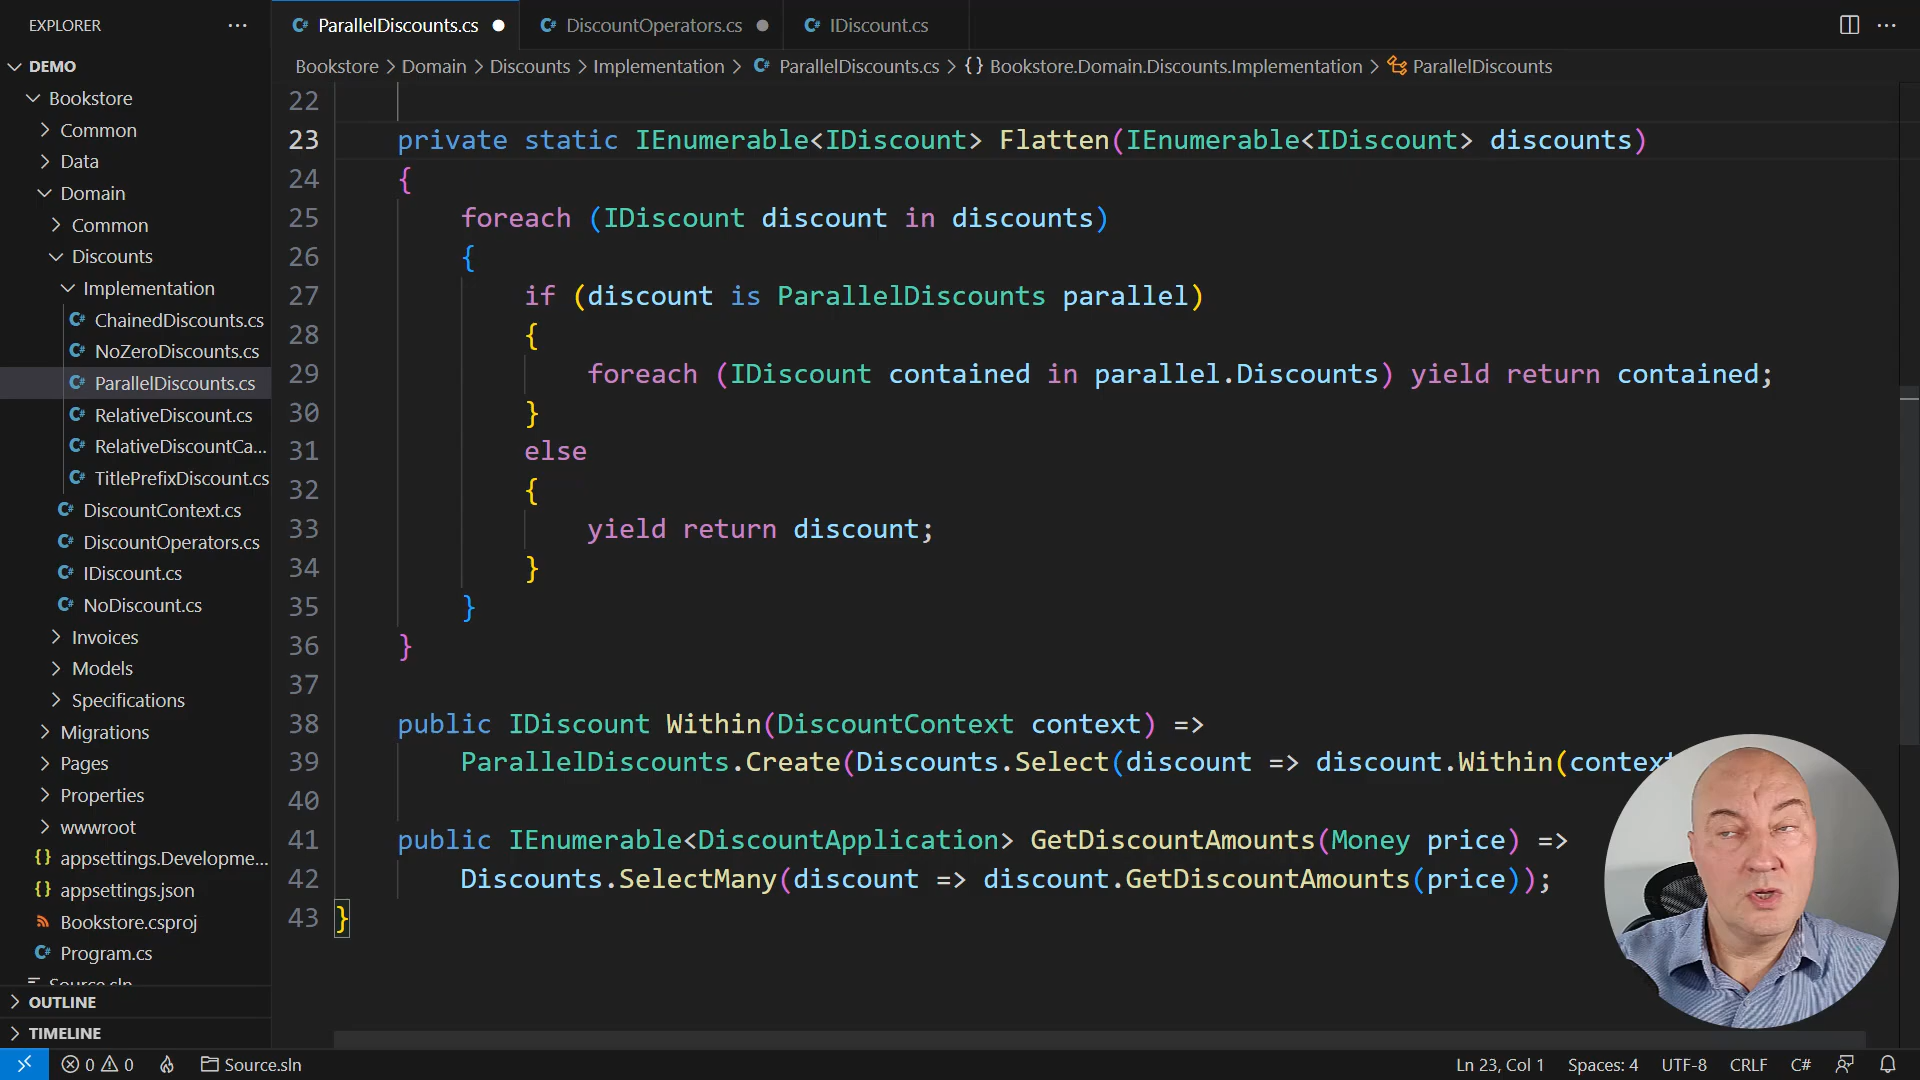 EXPLORER
ParallelDiscounts.cs
DiscountOperators.cs
IDiscount.cs
DEMO
Bookstore > Domain > Discounts > Implementation > ParallelDiscounts.cs > {} Bookstore.Domain.Discounts.Implementation > ParallelDiscounts
Bookstore
Common
Data
Domain
Common
Discounts
Implementation
ChainedDiscounts.cs
NoZeroDiscounts.cs
ParallelDiscounts.cs
RelativeDiscount.cs
RelativeDiscountCa...
TitlePrefixDiscount.cs
DiscountContext.cs
DiscountOperators.cs
IDiscount.cs
NoDiscount.cs
Invoices
Models
Specifications
Migrations
Pages
Properties
wwwroot
appsettings.Developme...
appsettings.json
Bookstore.csproj
Program.cs
Source.sln
OUTLINE
TIMELINE
22
23 private static IEnumerable<IDiscount> Flatten(IEnumerable<IDiscount> discounts)
24 {
25 foreach (IDiscount discount in discounts)
26 {
27 if (discount is ParallelDiscounts parallel)
28 {
29 foreach (IDiscount contained in parallel.Discounts) yield return contained;
30 }
31 else
32 {
33 yield return discount;
34 }
35 }
36 }
37
38 public IDiscount Within(DiscountContext context) =>
39 ParallelDiscounts.Create(Discounts.Select(discount => discount.Within(context
40
41 public IEnumerable<DiscountApplication> GetDiscountAmounts(Money price) =>
42 Discounts.SelectMany(discount => discount.GetDiscountAmounts(price));
43 }
0 0 Source.sln
Ln 23, Col 1 Spaces: 4 UTF-8 CRLF C#